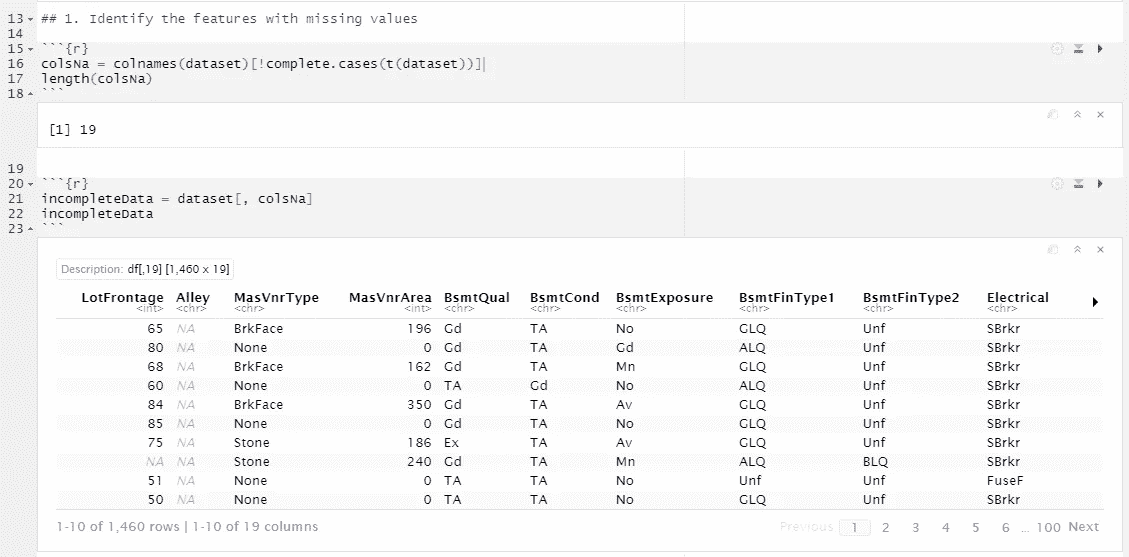 13 ## 1. Identify the features with missing values
14
15 ```{r}
16 colsNa = colnames(dataset)[!complete.cases(t(dataset))]
17 length(colsNa)
18 ```
[1] 19
19
20 ```{r}
21 incompleteData = dataset[, colsNa]
22 incompleteData
23 ```
Description: df[,19] [1,460 x 19]
LotFrontage Alley MasVnrType MasVnrArea BsmtQual BsmtCond BsmtExposure BsmtFinType1 BsmtFinType2 Electrical
<int> <chr> <chr> <int> <chr> <chr> <chr> <chr> <chr> <chr>
65 NA BrkFace 196 Gd TA No GLQ Unf SBrkr
80 NA None 0 Gd TA Gd ALQ Unf SBrkr
68 NA BrkFace 162 Gd TA Mn GLQ Unf SBrkr
60 NA None 0 TA Gd No ALQ Unf SBrkr
84 NA BrkFace 350 Gd TA Av GLQ Unf SBrkr
85 NA None 0 Gd TA No GLQ Unf SBrkr
75 NA Stone 186 Ex TA Av GLQ Unf SBrkr
NA NA Stone 240 Gd TA Mn ALQ BLQ SBrkr
51 NA None 0 TA TA No Unf Unf FuseF
50 NA None 0 TA TA No GLQ Unf SBrkr
1-10 of 1,460 rows | 1-10 of 19 columns Previous 1 2 3 4 5 6 ... 100 Next